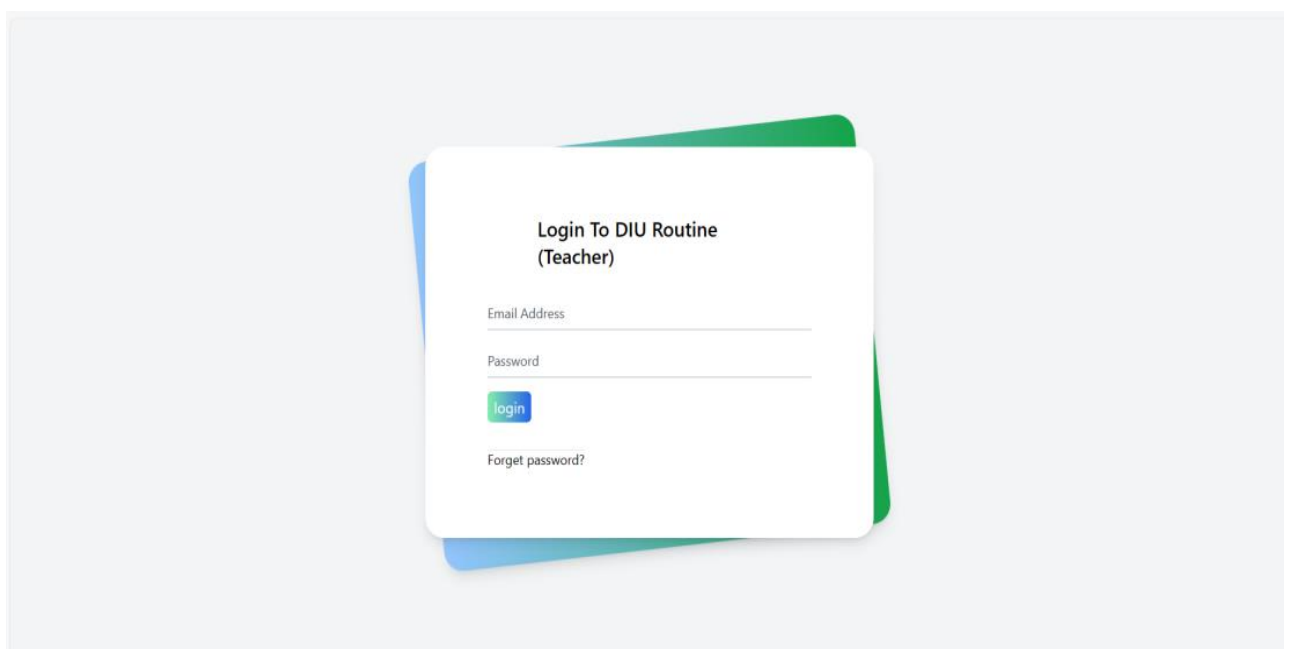 Login To DIU Routine
(Teacher)
Email Address
Password
login
Forget password?